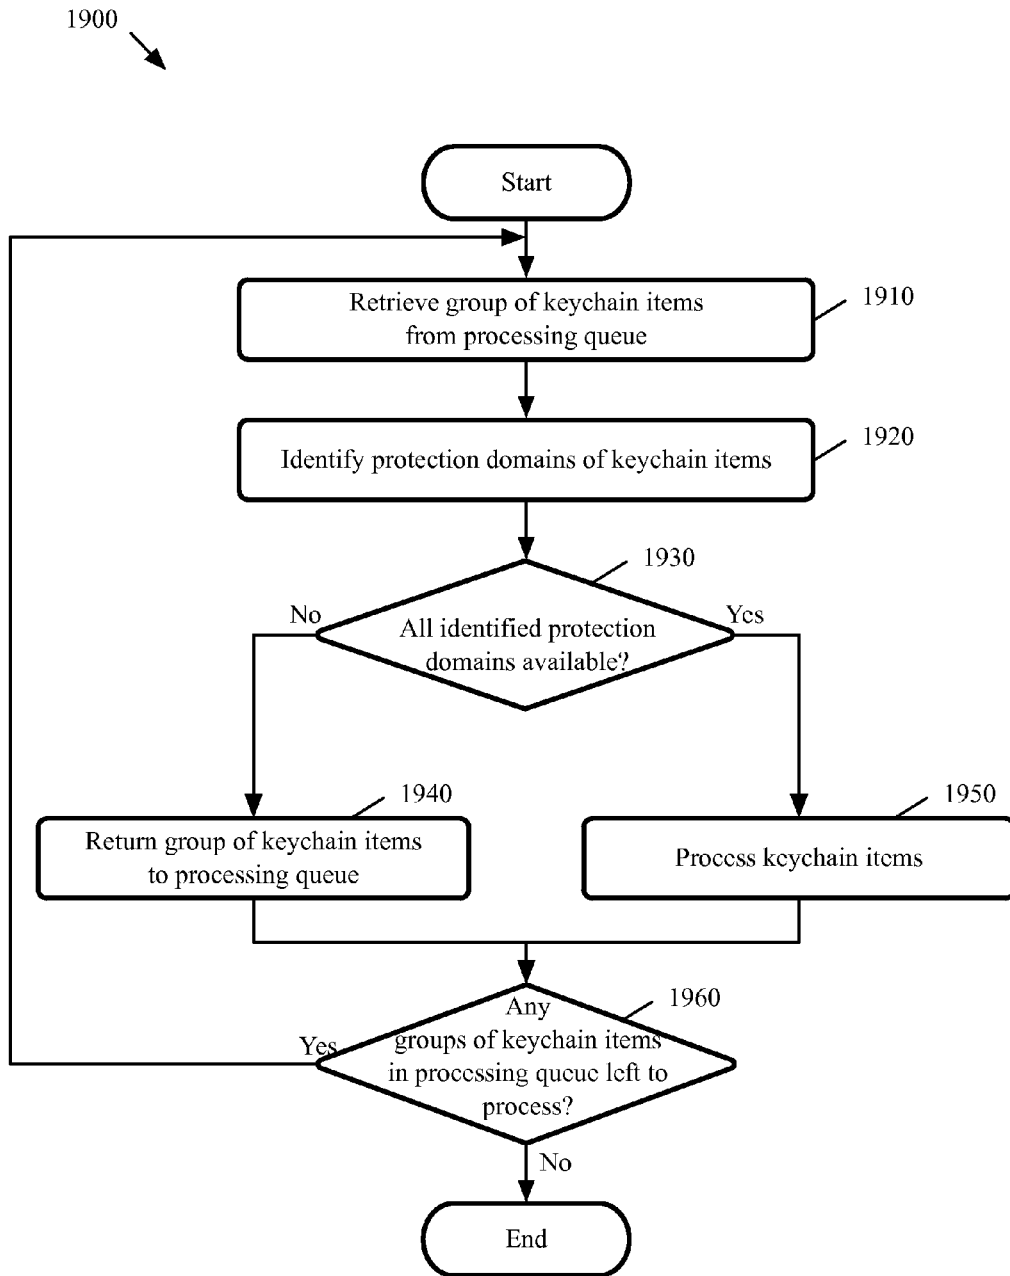 1900
Start
Retrieve group of keychain items
from processing queue
1910
Identify protection domains of keychain items
1920
1930
No
Yes
All identified protection
domains available?
1940
1950
Return group of keychain items
to processing queue
Process keychain items
1960
Any
Yes
groups of keychain items
in processing queue left to
process?
No
End